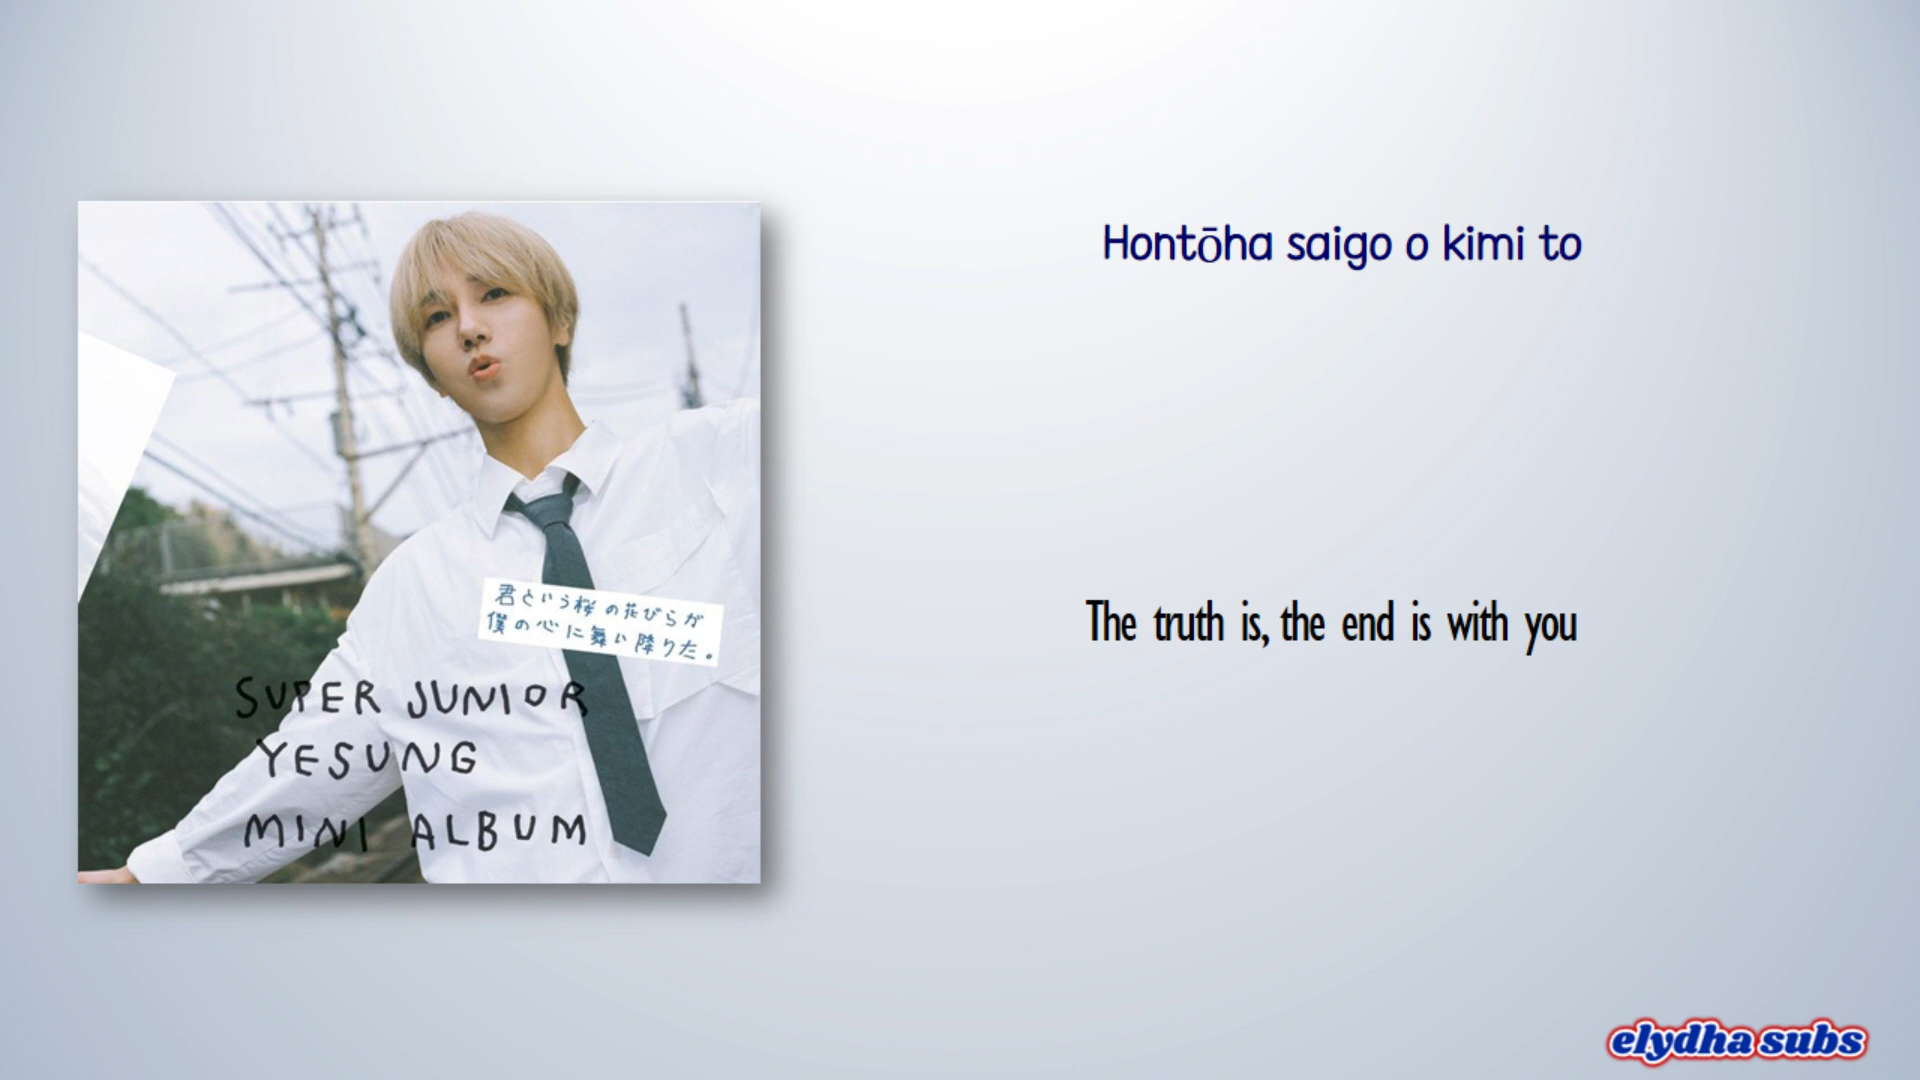 君という桜の花びらが
僕の心に舞い降りた。
SUPER JUNIOR
YESUNG
MINI ALBUM
Hontōha saigo o kimi to
The truth is, the end is with you
elydha subs